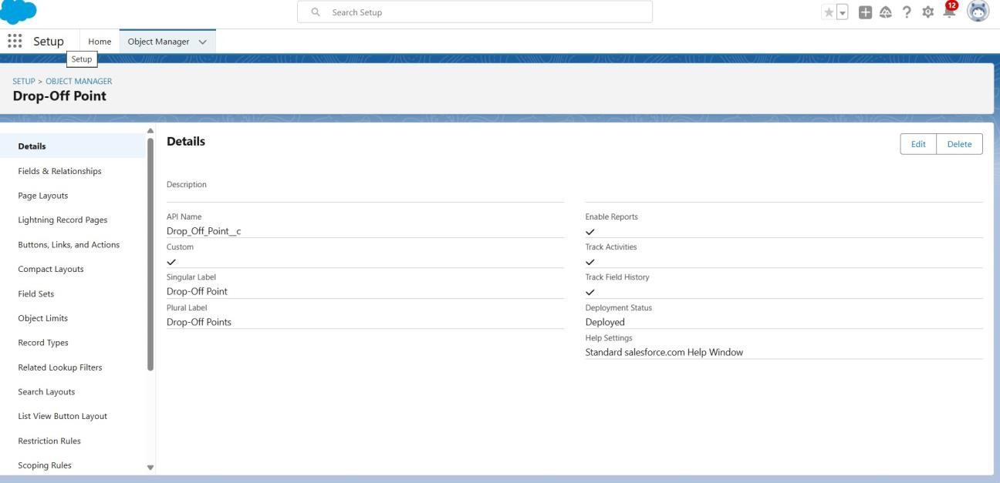 Search Setup
12
Setup
Home
Object Manager
Setup
SETUP > OBJECT MANAGER
Drop-Off Point
Details
Fields & Relationships
Page Layouts
Lightning Record Pages
Buttons, Links, and Actions
Compact Layouts
Field Sets
Object Limits
Record Types
Related Lookup Filters
Search Layouts
List View Button Layout
Restriction Rules
Scoping Rules
Details
Edit
Delete
Description
API Name
Drop_Off_Point__c
Custom
Singular Label
Drop-Off Point
Plural Label
Drop-Off Points
Enable Reports
Track Activities
Track Field History
Deployment Status
Deployed
Help Settings
Standard salesforce.com Help Window